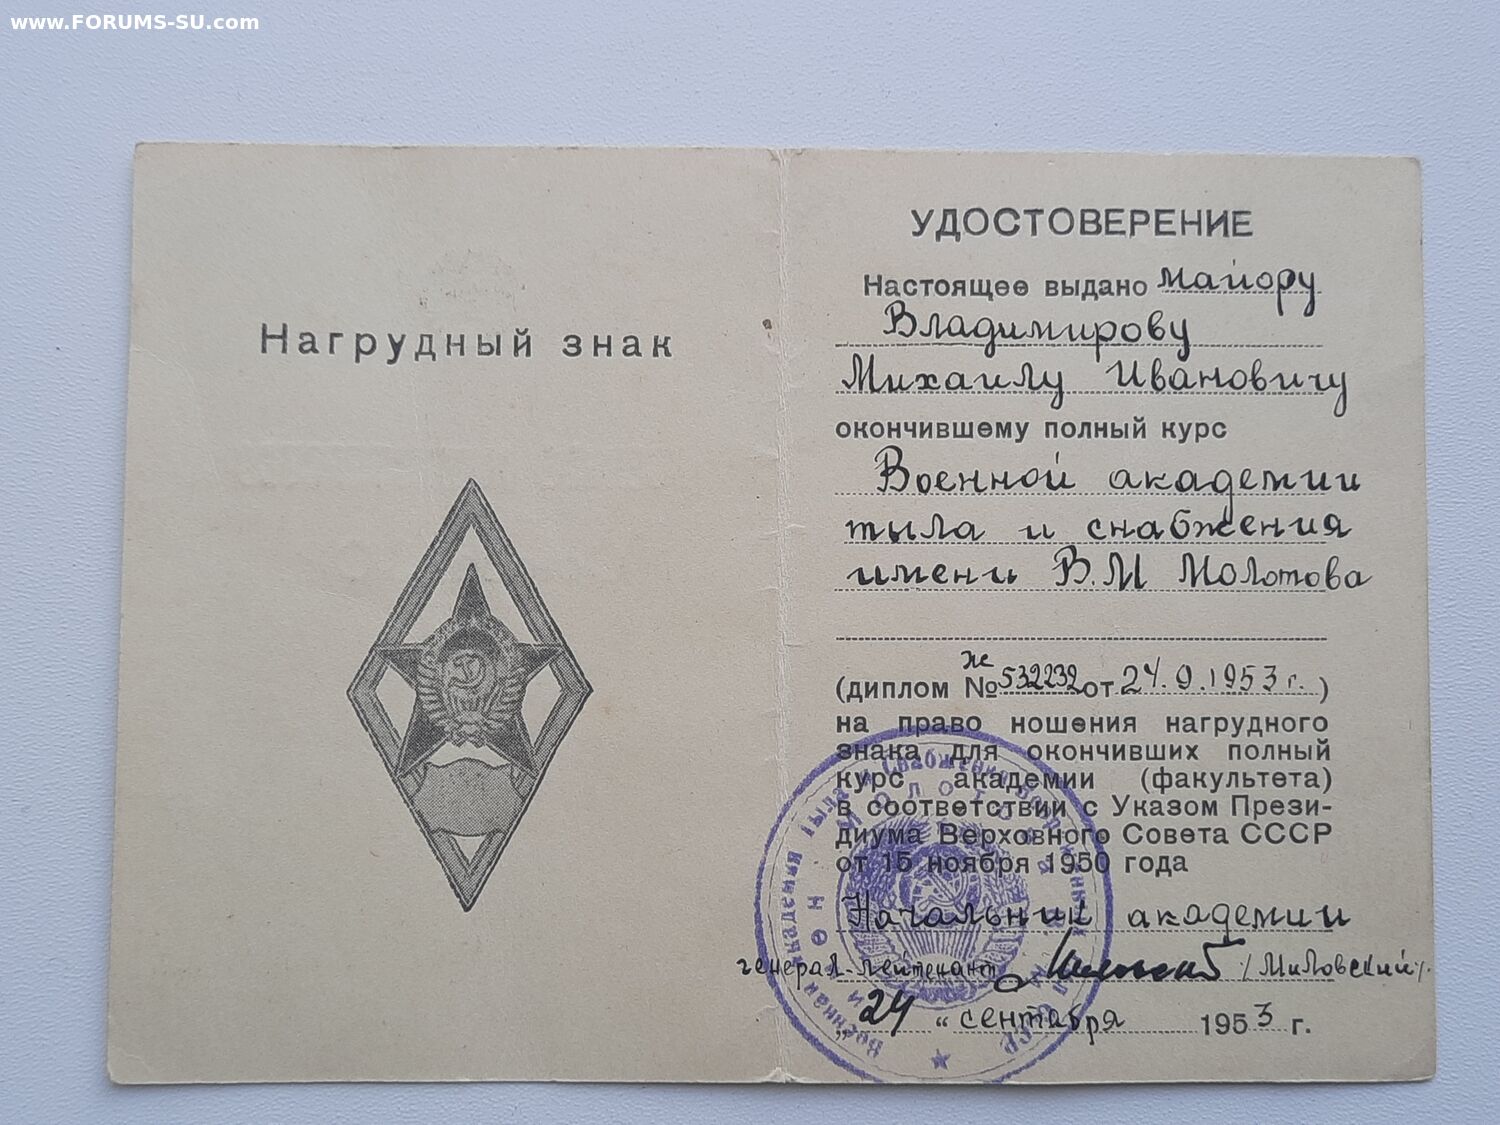 www.FORUMS-SU.com
Нагрудный знак
УДОСТОВЕРЕНИЕ
Настоящее выдано майору
Владимирову
Михаилу Ивановичу
окончившему полный курс
Военной академии
тыла и снабжения
имени В.М Молотова
(диплом № Ж 532232 от 24.9.1953 г.)
на право ношения нагрудного
знака для окончивших полный
курс академии (факультета)
в соответствии с Указом Прези-
диума Верховного Совета СССР
от 15 ноября 1950 года
Начальник академии
генерал-лейтенант /Миловский/
„24“ сентября 1953 г.